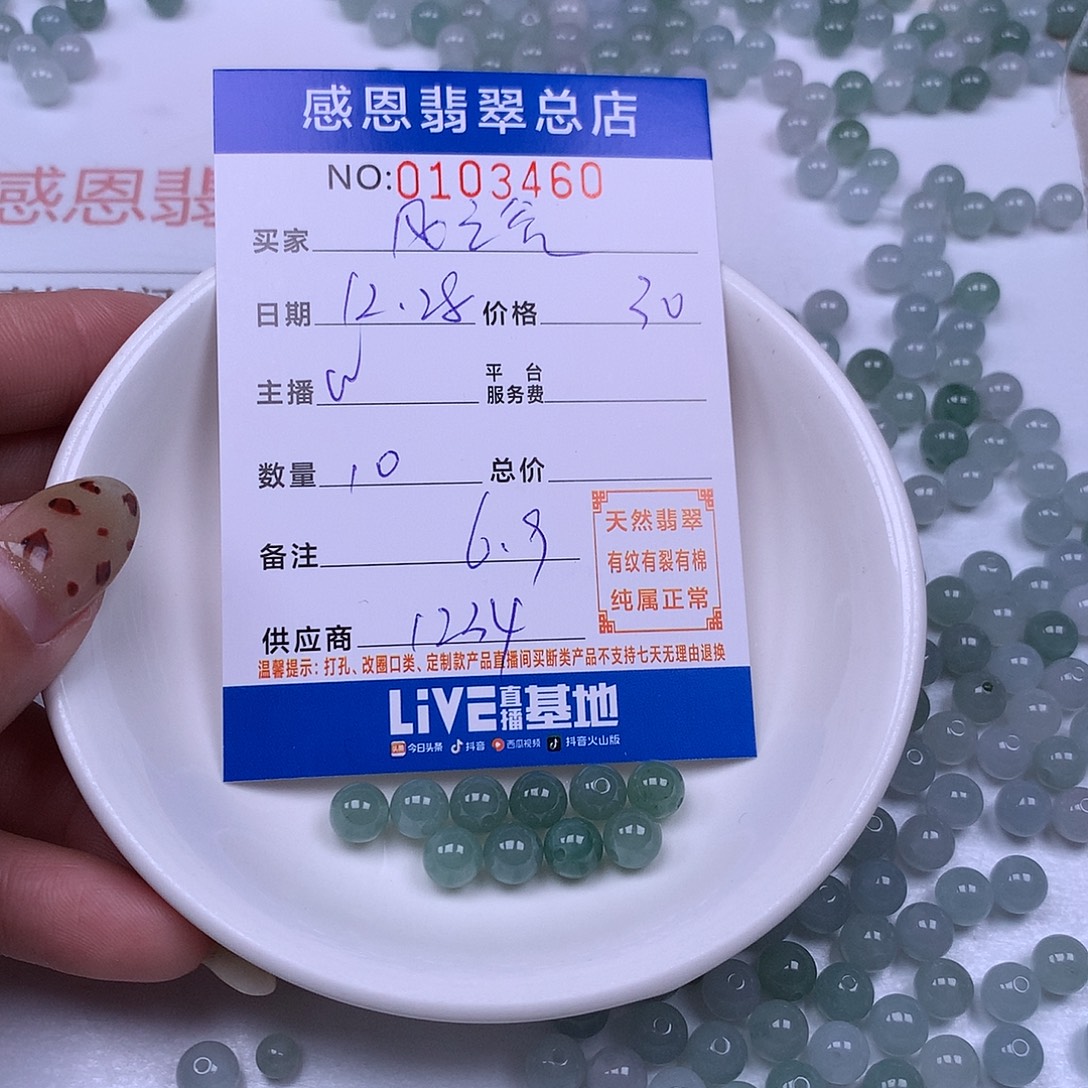 感恩翡翠总店
感恩翡
NO:0103460
买家
日期 12.28 价格 30
主播 W 平台服务费
数量 10 总价
备注 6.9
天然翡翠
有纹有裂有棉
纯属正常
供应商 1234
温馨提示：打孔、改圈口类、定制款产品直播间买断类产品不支持七天无理由退换
LiVE直播基地
头条 今日头条 抖音 西瓜视频 抖音火山版